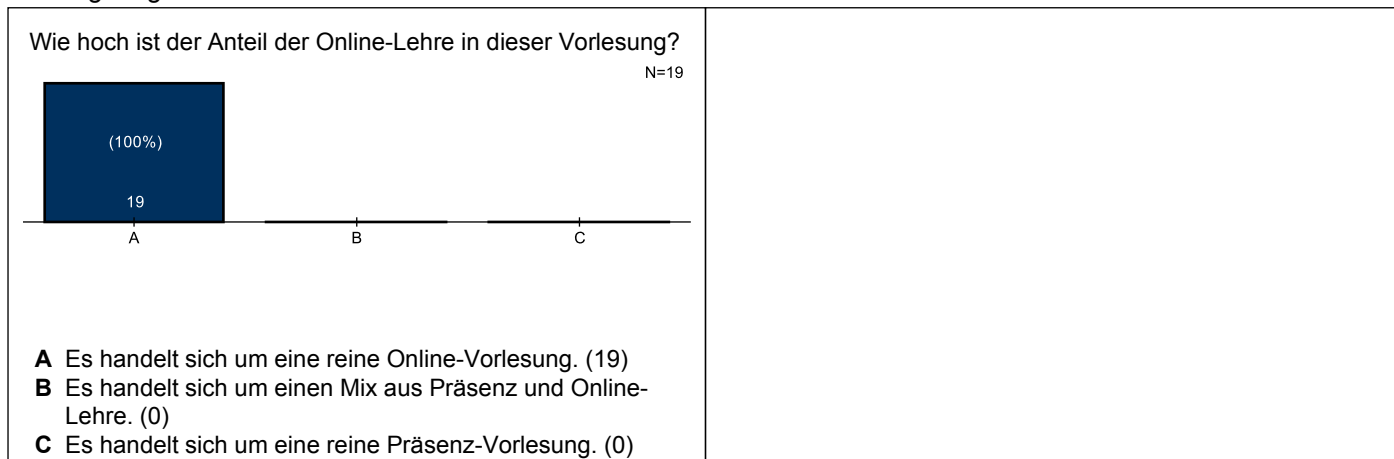 Wie hoch ist der Anteil der Online-Lehre in dieser Vorlesung?
N=19
(100%)
19
A
B
C
A Es handelt sich um eine reine Online-Vorlesung. (19)
B Es handelt sich um einen Mix aus Präsenz und Online-
Lehre. (0)
C Es handelt sich um eine reine Präsenz-Vorlesung. (0)